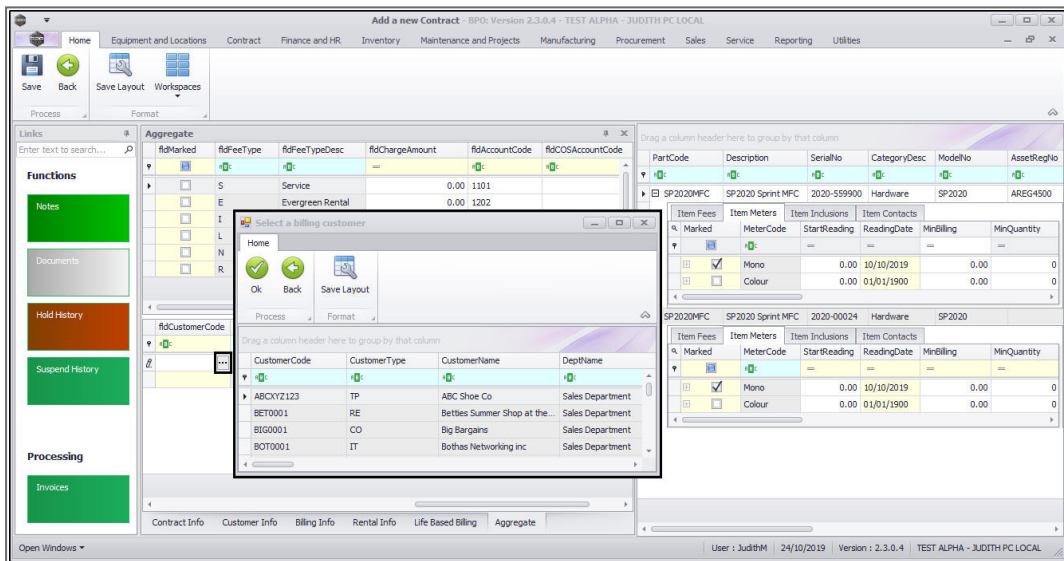 Add a new Contract - BPO: Version 2.3.0.4 - TEST ALPHA - JUDITH PC LOCAL
Home Equipment and Locations Contract Finance and HR Inventory Maintenance and Projects Manufacturing Procurement Sales Service Reporting Utilities
Save Back Save Layout Workspaces
Process Format
Links
Enter text to search...
Functions
Notes
Documents
Hold History
Suspend History
Processing
Invoices
Aggregate
fldMarked fldFeeType fldFeeTypeDesc fldChargeAmount fldAccountCode fldCOSAccountCode
S Service 0.00 1101
E Evergreen Rental 0.00 1202
I
L
N
R
fldCustomerCode
Select a billing customer
Home
Ok Back Save Layout
Process Format
Drag a column header here to group by that column
CustomerCode CustomerType CustomerName DeptName
ABCXYZ123 TP ABC Shoe Co Sales Department
BET0001 RE Betties Summer Shop at the... Sales Department
BIG0001 CO Big Bargains Sales Department
BOT0001 IT Bothas Networking inc Sales Department
Contract Info Customer Info Billing Info Rental Info Life Based Billing Aggregate
Drag a column header here to group by that column
PartCode Description SerialNo CategoryDesc ModelNo AssetRegNo
SP2020MFC SP2020 Sprint MFC 2020-559900 Hardware SP2020 AREG4500
Item Fees Item Meters Item Inclusions Item Contacts
Marked MeterCode StartReading ReadingDate MinBilling MinQuantity
Mono 0.00 10/10/2019 0.00 0
Colour 0.00 01/01/1900 0.00 0
SP2020MFC SP2020 Sprint MFC 2020-00024 Hardware SP2020
Item Fees Item Meters Item Inclusions Item Contacts
Marked MeterCode StartReading ReadingDate MinBilling MinQuantity
Mono 0.00 10/10/2019 0.00 0
Colour 0.00 01/01/1900 0.00 0
Open Windows
User : JudithM 24/10/2019 Version : 2.3.0.4 TEST ALPHA - JUDITH PC LOCAL